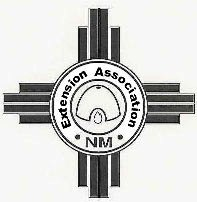 Extension Association
• NM •